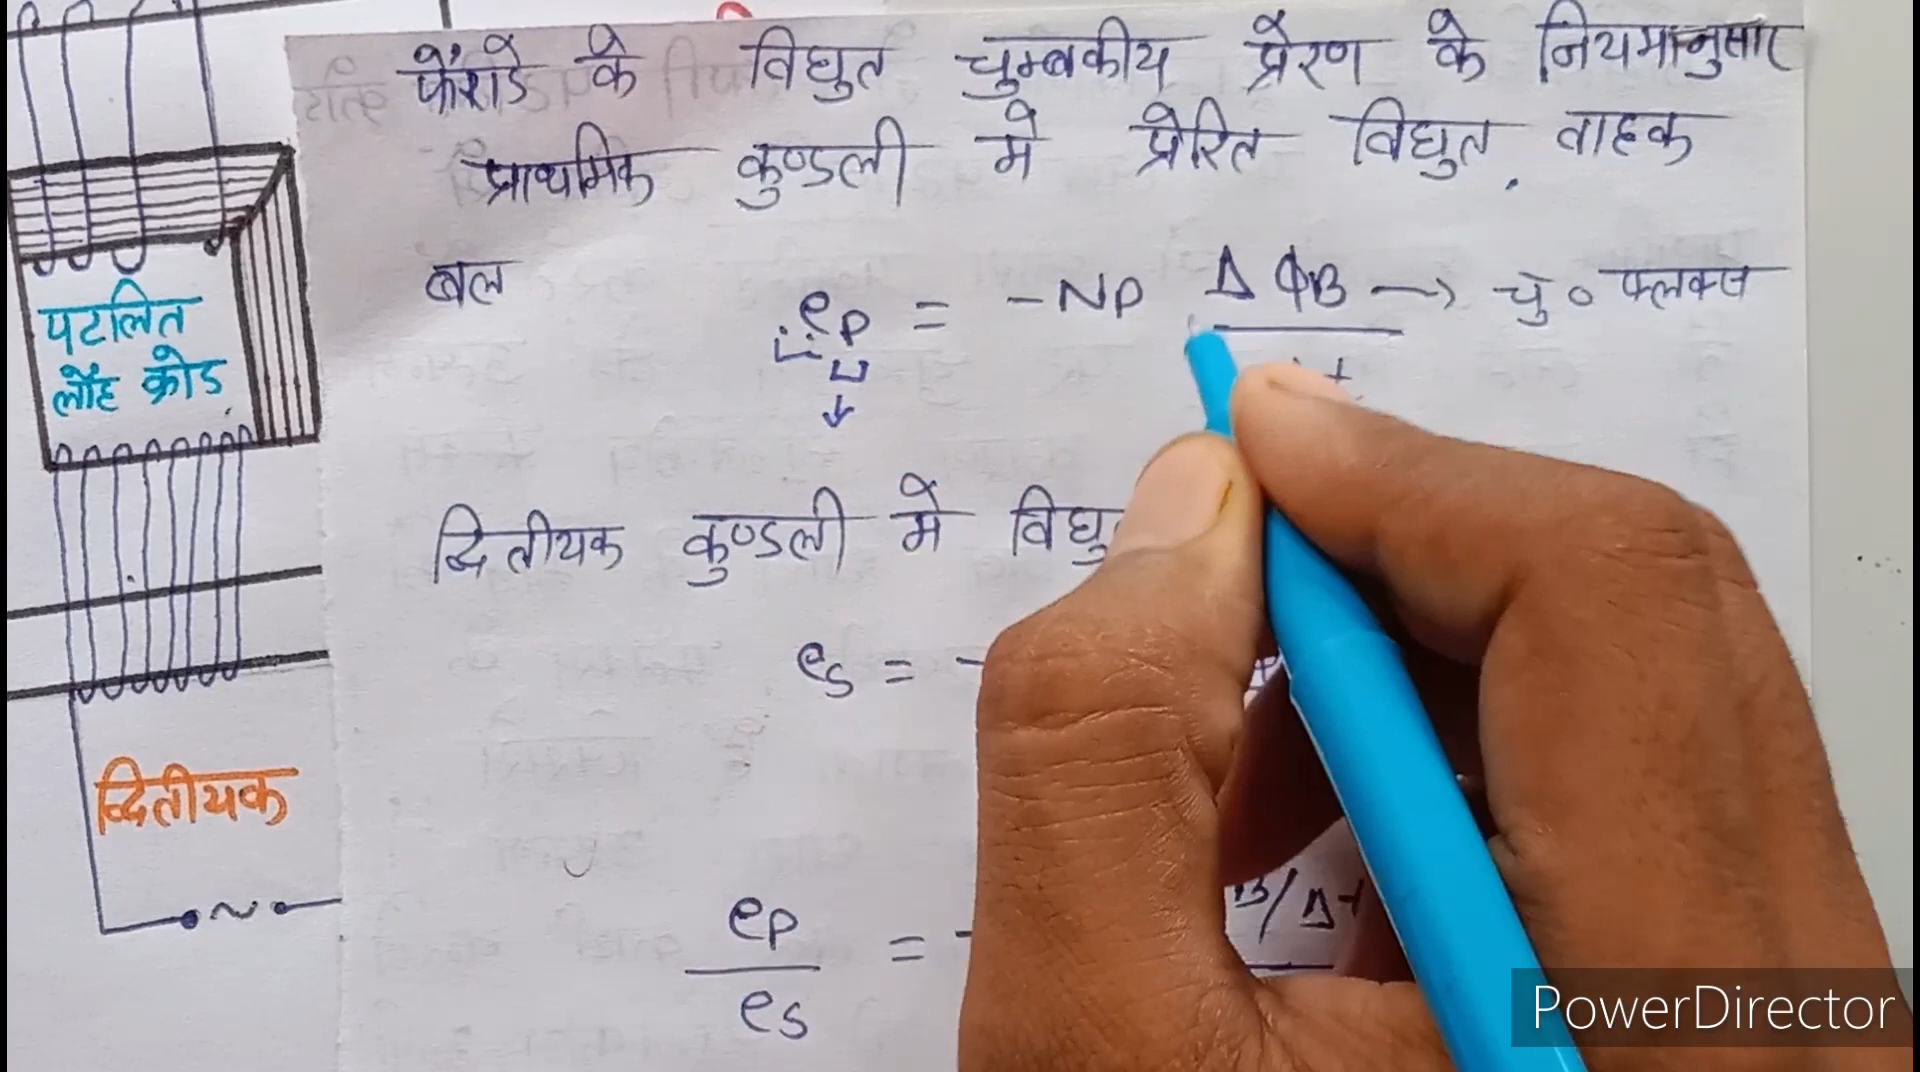 फैराडे के विद्युत चुम्बकीय प्रेरण के नियमानुसार
प्राथमिक कुण्डली मे प्रेरित विद्युत वाहक
बल
eP = -NP ΔΦB → चु० फ्लक्स
द्वितीयक कुण्डली मे
es = -
eP
es
=
B/Δt
पटलित
लौह क्रोड
द्वितीयक
PowerDirector